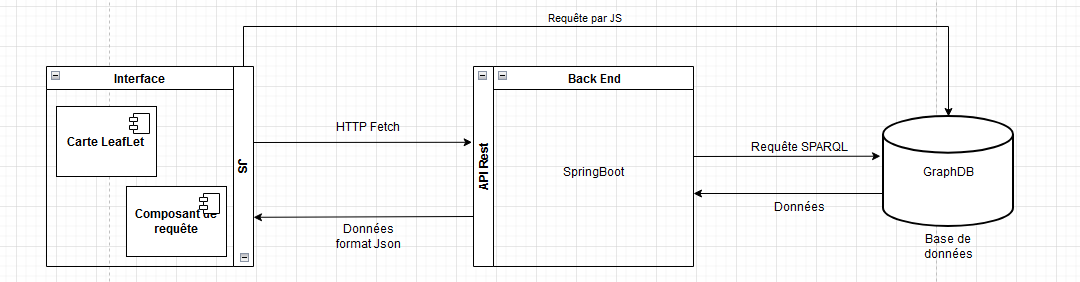 Requête par JS
Interface
Back End
Carte LeafLet
HTTP Fetch
JS
API Rest
SpringBoot
Requête SPARQL
GraphDB
Composant de
requête
Données
Données
format Json
Base de
données